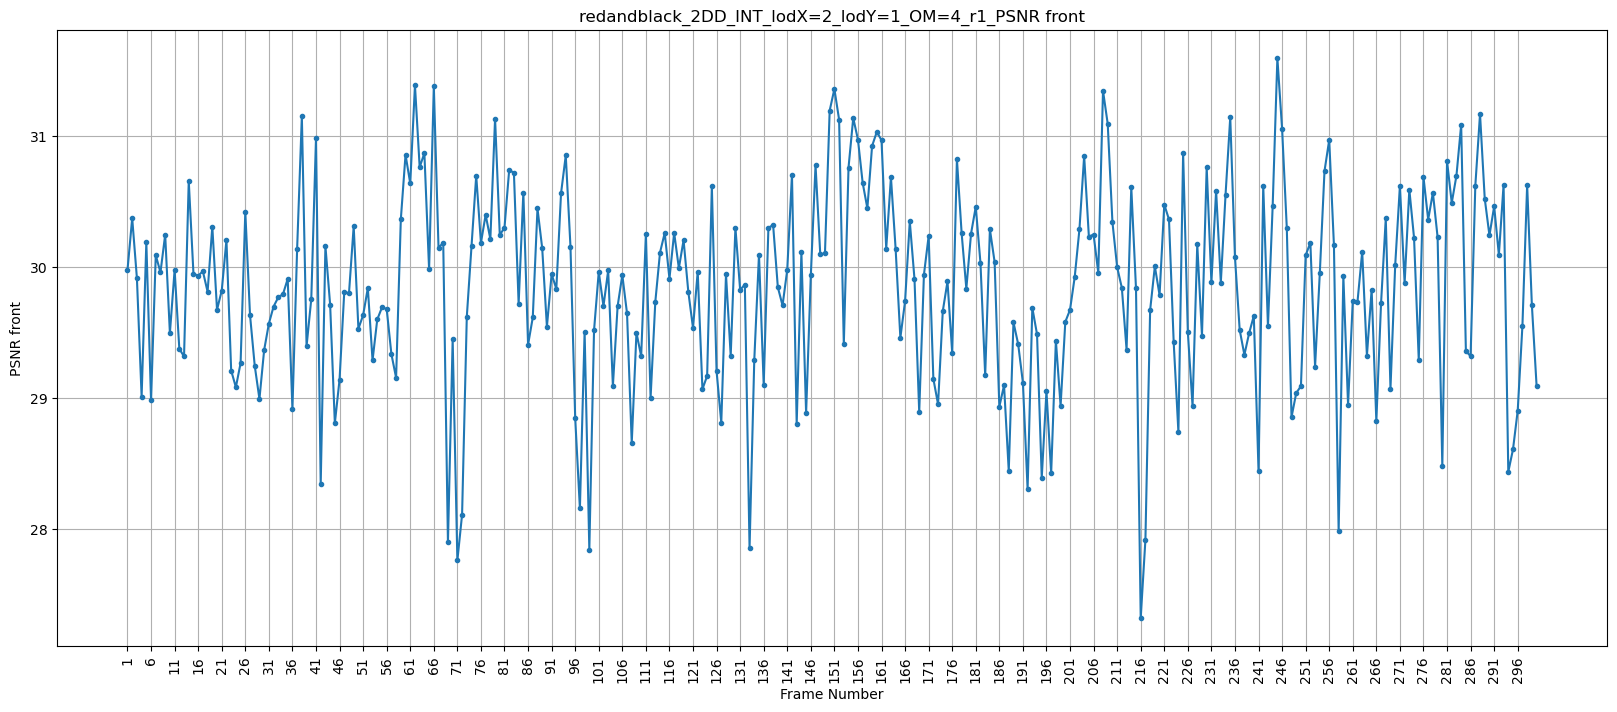 redandblack_2DD_INT_lodX=2_lodY=1_OM=4_r1_PSNR front
PSNR front
31
30
29
28
1 6 11 16 21 26 31 36 41 46 51 56 61 66 71 76 81 86 91 96 101 106 111 116 121 126 131 136 141 146 151 156 161 166 171 176 181 186 191 196 201 206 211 216 221 226 231 236 241 246 251 256 261 266 271 276 281 286 291 296
Frame Number